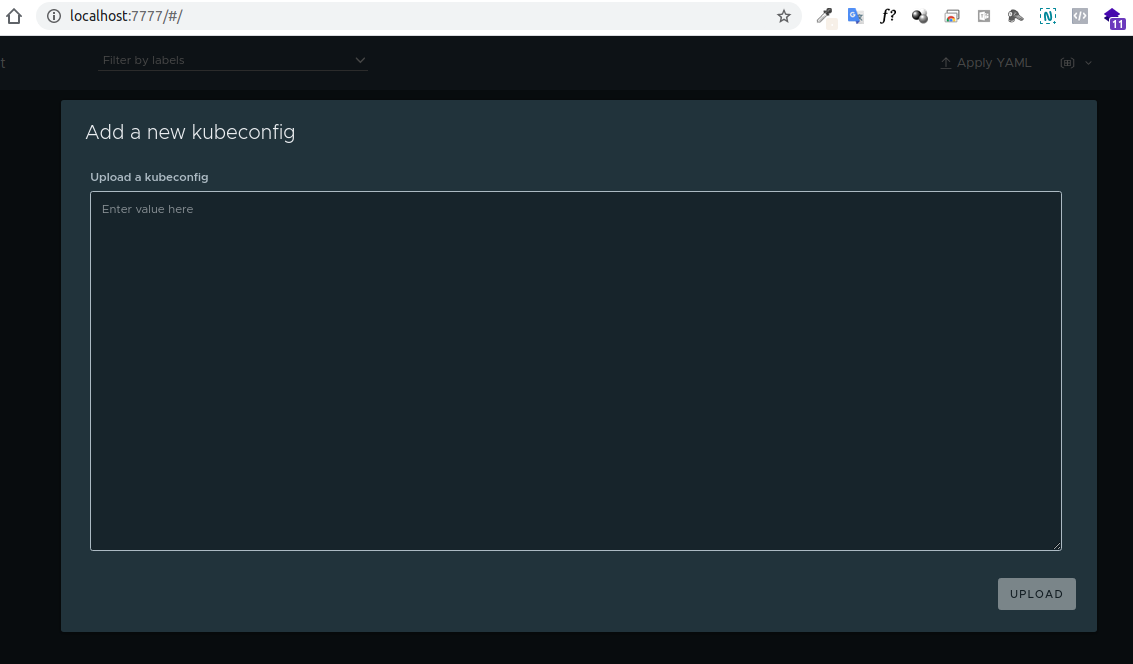 localhost:7777/#/
f?
11
t
Filter by labels
Apply YAML
Add a new kubeconfig
Upload a kubeconfig
Enter value here
UPLOAD